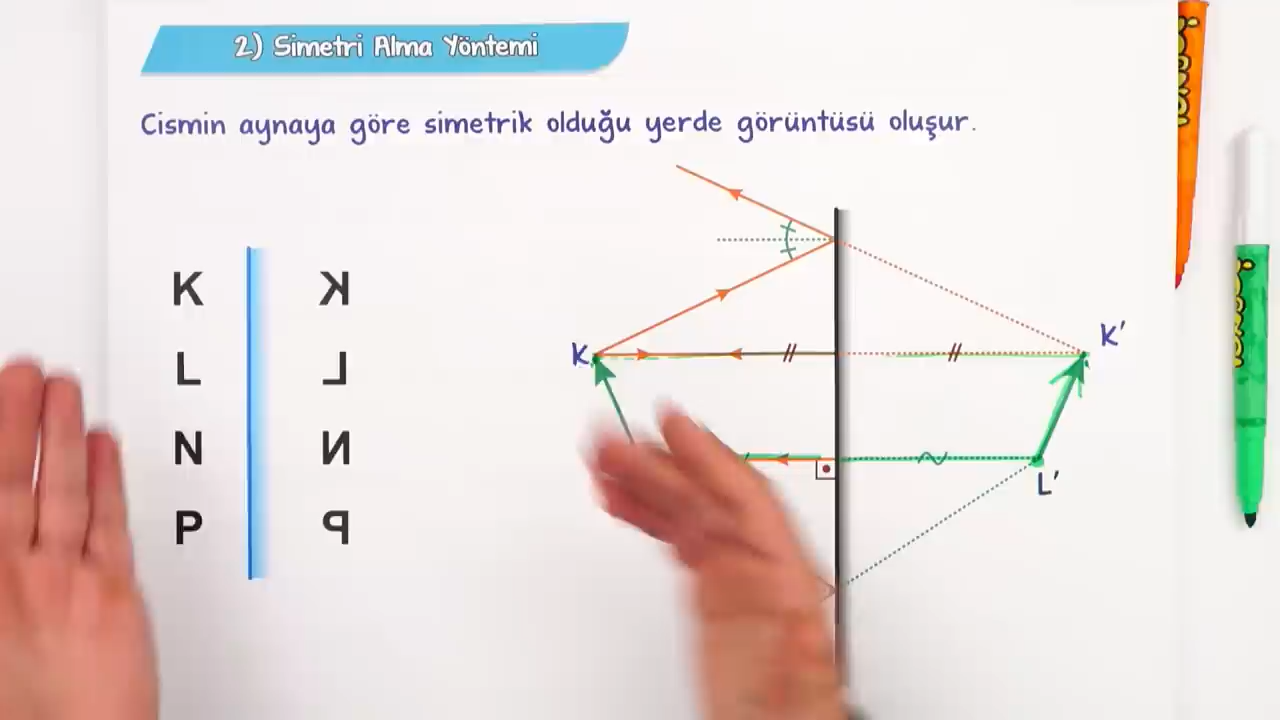 2) Simetri Alma Yöntemi
Cismin aynaya göre simetrik olduğu yerde görüntüsü oluşur.
K K
L L
N N
P P
K K'
L'